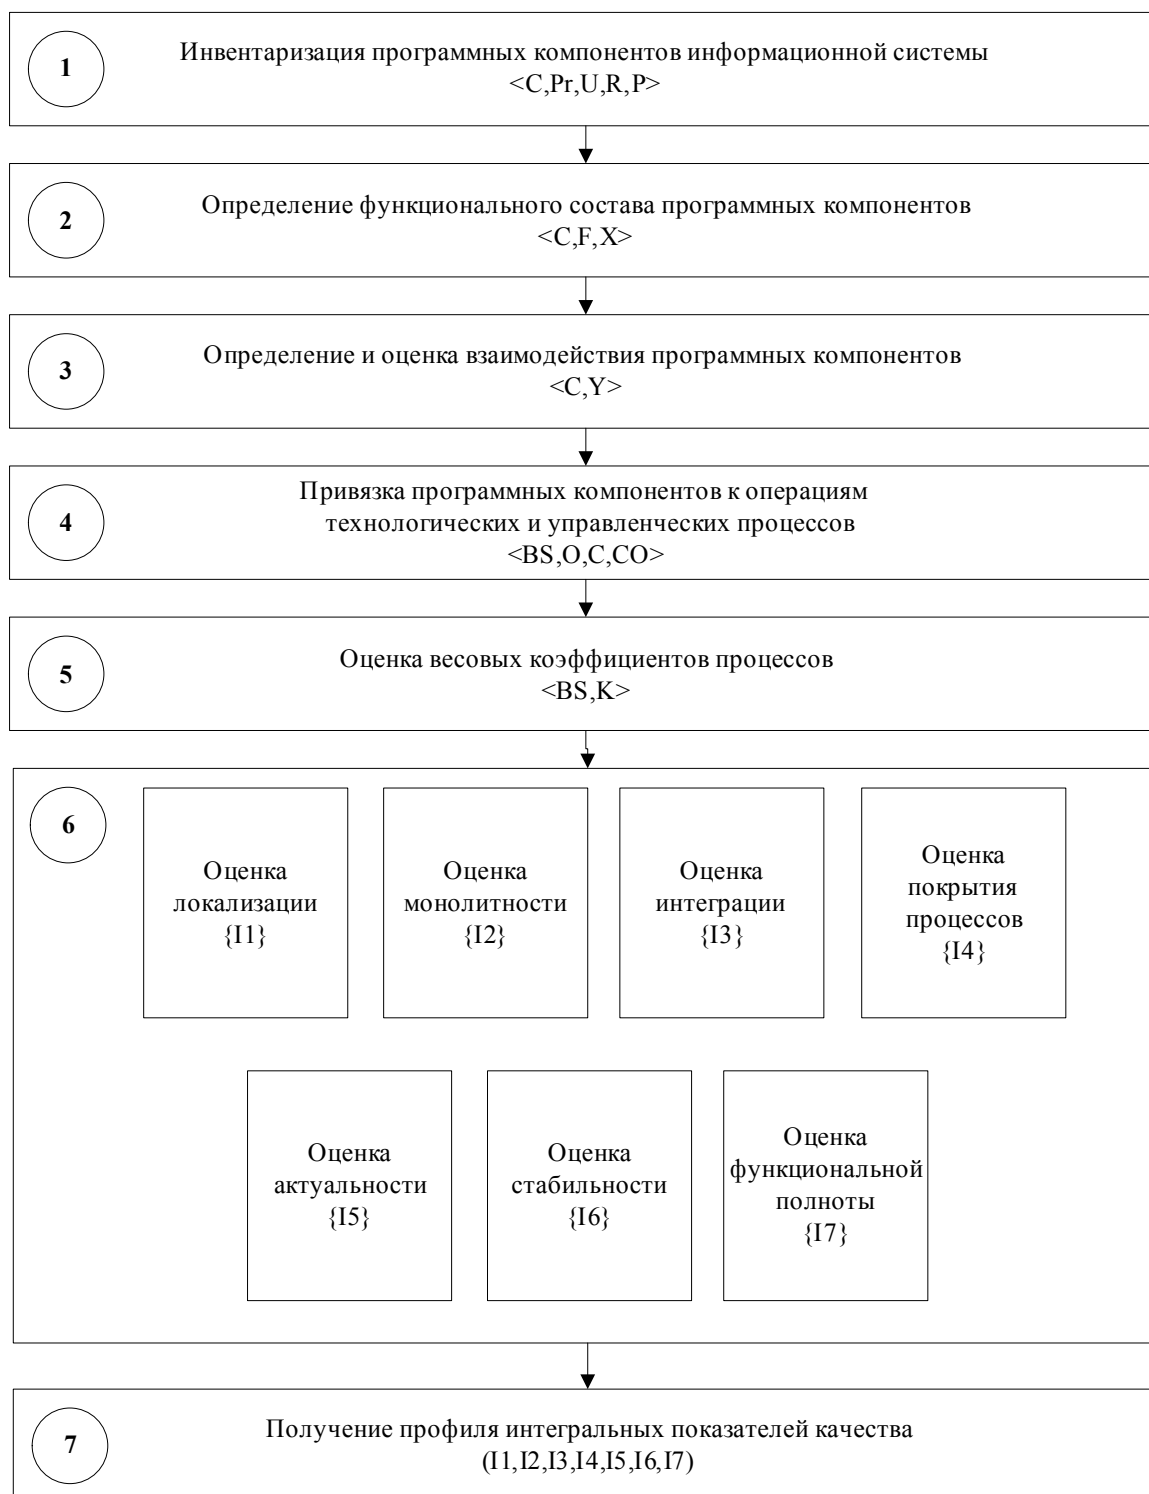 1
Инвентаризация программных компонентов информационной системы
<C,Pr,U,R,P>
2
Определение функционального состава программных компонентов
<C,F,X>
3
Определение и оценка взаимодействия программных компонентов
<C,Y>
4
Привязка программных компонентов к операциям
технологических и управленческих процессов
<BS,O,C,CO>
5
Оценка весовых коэффициентов процессов
<BS,K>
6
Оценка
локализации
{I1}
Оценка
монолитности
{I2}
Оценка
интеграции
{I3}
Оценка
покрытия
процессов
{I4}
Оценка
актуальности
{I5}
Оценка
стабильности
{I6}
Оценка
функциональной
полноты
{I7}
7
Получение профиля интегральных показателей качества
(I1,I2,I3,I4,I5,I6,I7)